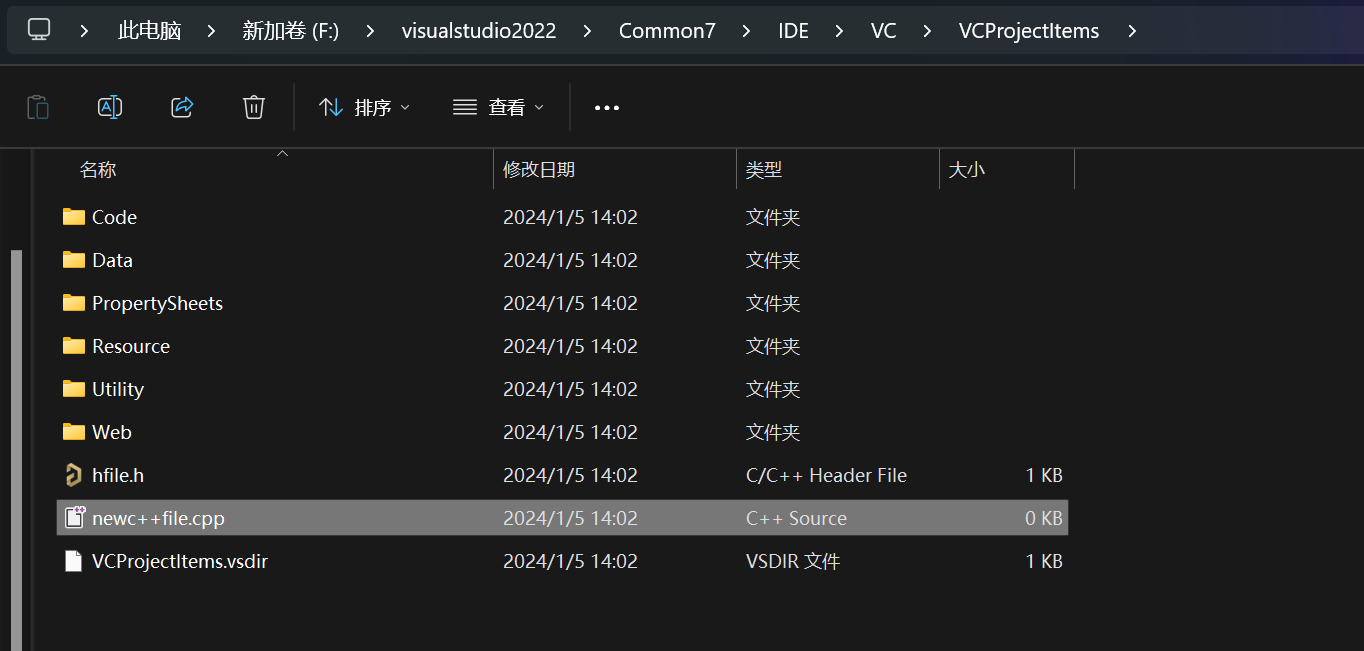 此电脑 新加卷 (F:) visualstudio2022 Common7 IDE VC VCProjectItems
排序 查看
名称 修改日期 类型 大小
Code 2024/1/5 14:02 文件夹
Data 2024/1/5 14:02 文件夹
PropertySheets 2024/1/5 14:02 文件夹
Resource 2024/1/5 14:02 文件夹
Utility 2024/1/5 14:02 文件夹
Web 2024/1/5 14:02 文件夹
hfile.h 2024/1/5 14:02 C/C++ Header File 1 KB
newc++file.cpp 2024/1/5 14:02 C++ Source 0 KB
VCProjectItems.vsdir 2024/1/5 14:02 VSDIR 文件 1 KB